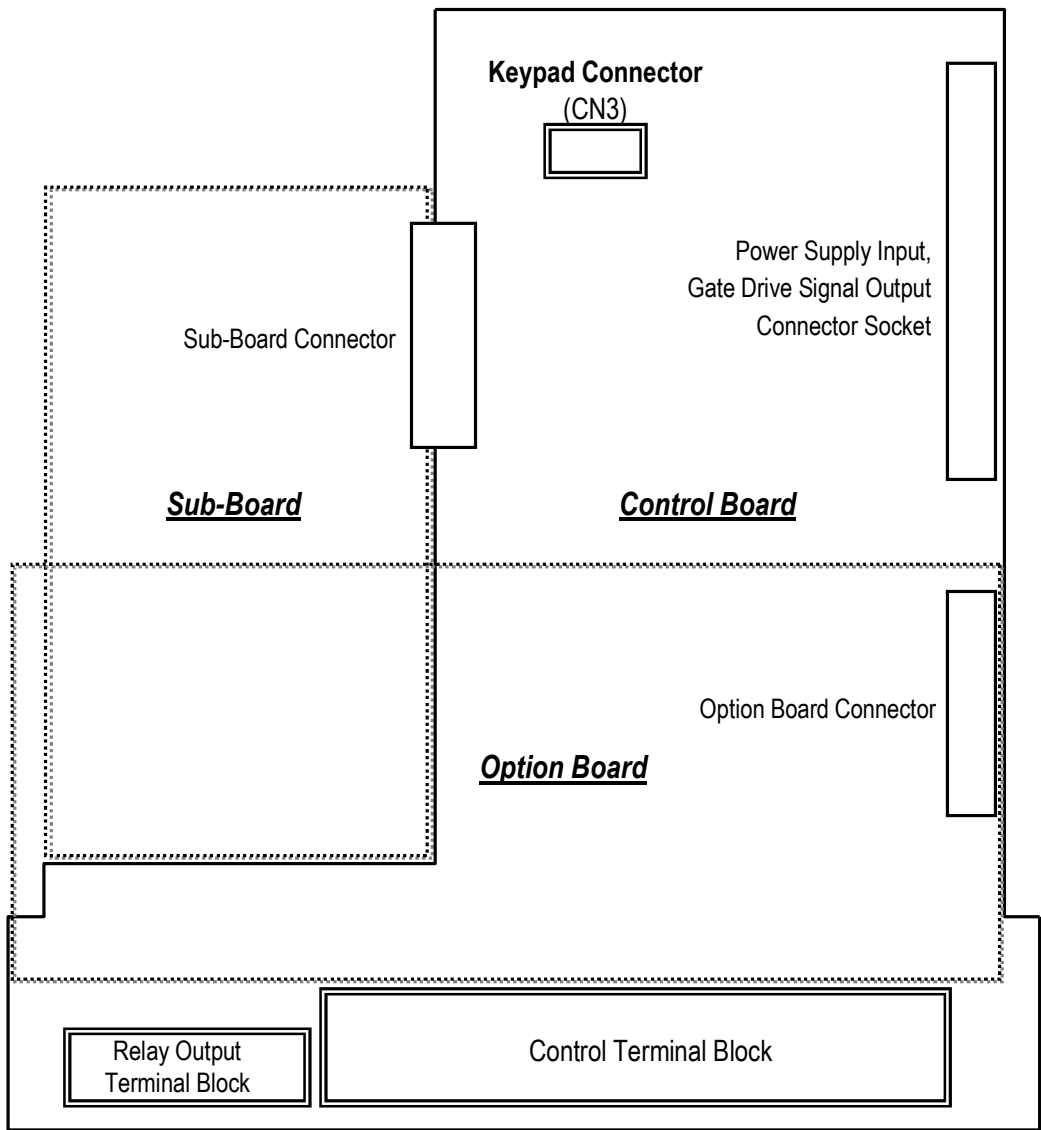 Keypad Connector
(CN3)
Power Supply Input,
Gate Drive Signal Output
Connector Socket
Sub-Board Connector
Sub-Board
Control Board
Option Board Connector
Option Board
Relay Output
Terminal Block
Control Terminal Block